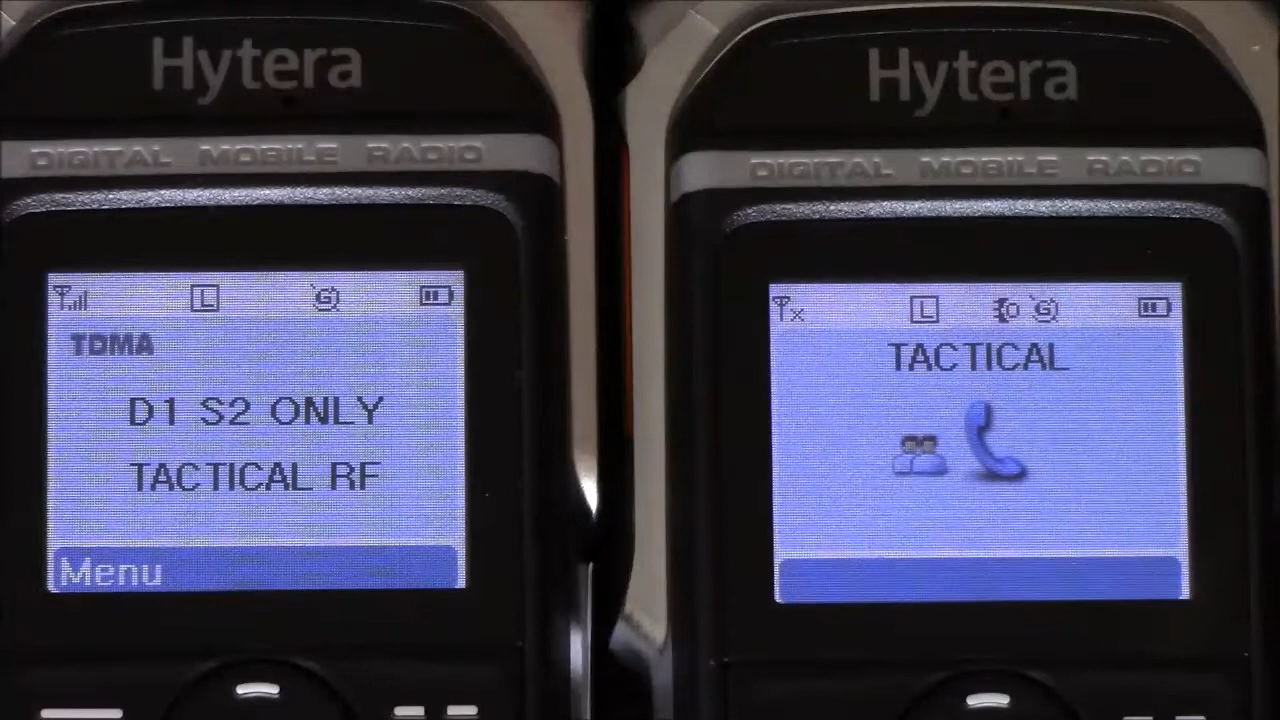 Hytera
DIGITAL MOBILE RADIO
L
G
TDMA
D1 S2 ONLY
TACTICAL RF
Menu
Hytera
DIGITAL MOBILE RADIO
L
G
TACTICAL